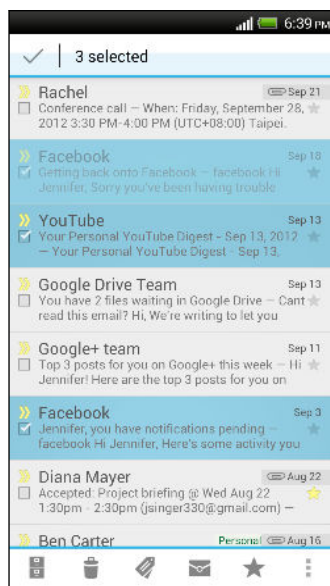 6:39 PM
3 selected
Rachel Sep 21
Conference call – When: Friday, September 28,
2012 3:30 PM-4:00 PM (UTC+08:00) Taipei.
Facebook Sep 18
Getting back onto Facebook – facebook Hi
Jennifer, Sorry you've been having trouble
YouTube Sep 13
Your Personal YouTube Digest - Sep 13, 2012
– Your Personal YouTube Digest - Sep 13,
Google Drive Team Sep 13
You have 2 files waiting in Google Drive – Cant
read this email? Hi, We're writing to let you
Google+ team Sep 11
Top 3 posts for you on Google+ this week – Hi
Jennifer! Here are the top 3 posts for you on
Facebook Sep 3
Jennifer, you have notifications pending –
facebook Hi Jennifer, Here's some activity you
Diana Mayer Aug 22
Accepted: Project briefing @ Wed Aug 22
1:30pm - 2:30pm (jsinger330@gmail.com) –
Ben Carter Personal Aug 16